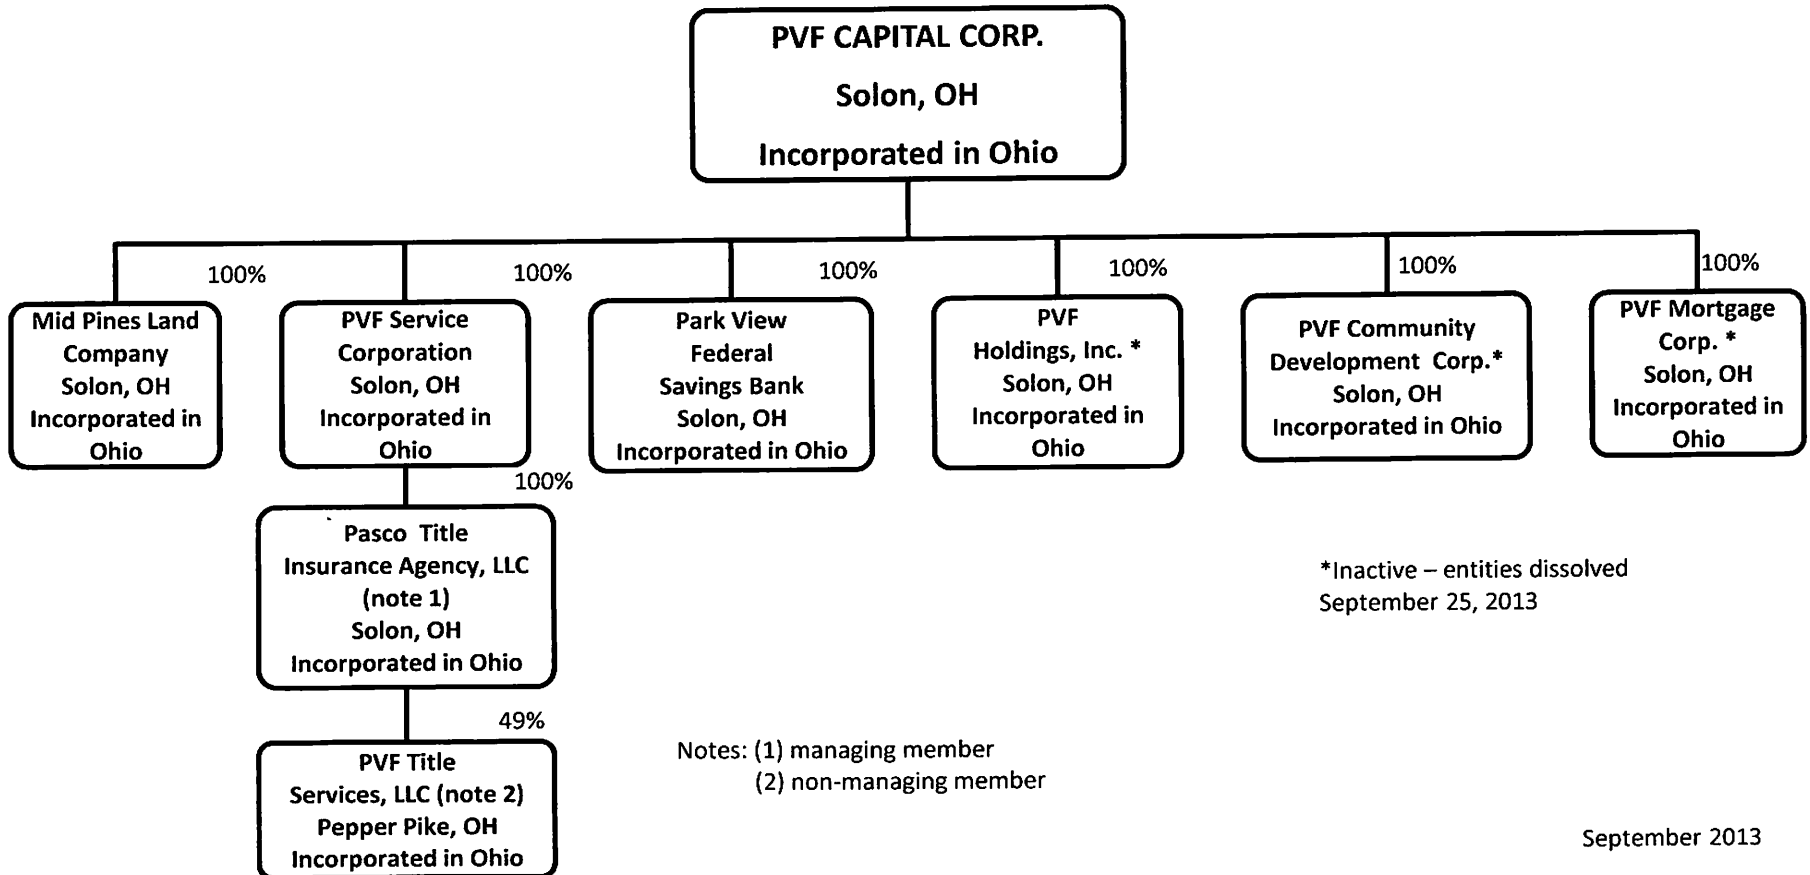 PVF CAPITAL CORP.
Solon, OH
Incorporated in Ohio
100%
100%
100%
100%
100%
100%
Mid Pines Land
Company
Solon, OH
Incorporated in
Ohio
PVF Service
Corporation
Solon, OH
Incorporated in
Ohio
Park View
Federal
Savings Bank
Solon, OH
Incorporated in Ohio
PVF
Holdings, Inc. *
Solon, OH
Incorporated in
Ohio
PVF Community
Development Corp.*
Solon, OH
Incorporated in Ohio
PVF Mortgage
Corp. *
Solon, OH
Incorporated in
Ohio
100%
Pasco Title
Insurance Agency, LLC
(note 1)
Solon, OH
Incorporated in Ohio
*Inactive – entities dissolved
September 25, 2013
49%
PVF Title
Services, LLC (note 2)
Pepper Pike, OH
Incorporated in Ohio
Notes: (1) managing member
(2) non-managing member
September 2013